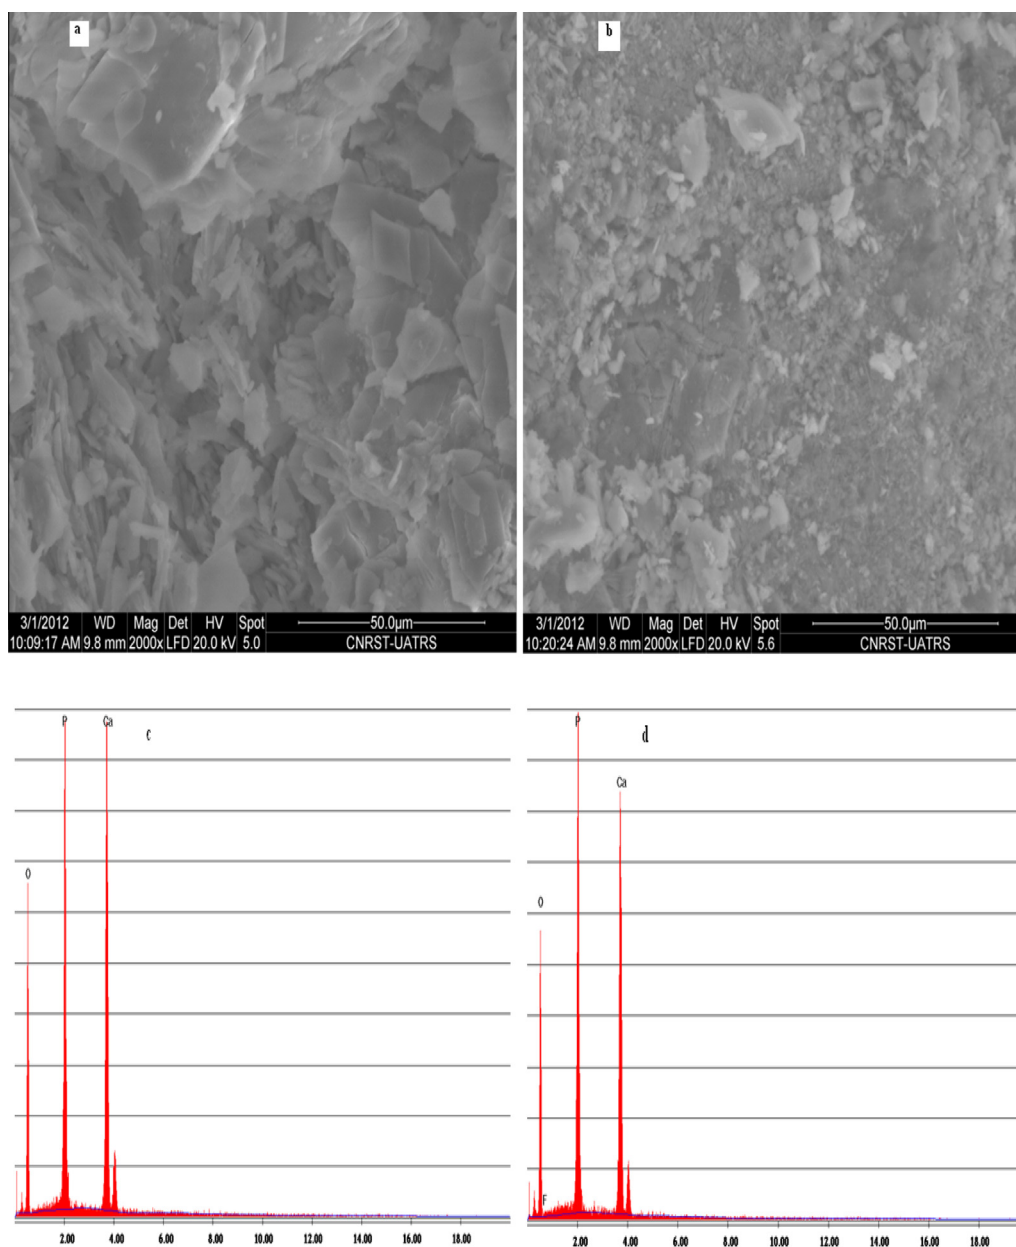 a
b
3/1/2012 WD Mag Det HV Spot 50.0µm
10:09:17 AM 9.8 mm 2000x LFD 20.0 kV 5.0 CNRST-UATRS
3/1/2012 WD Mag Det HV Spot 50.0µm
10:20:24 AM 9.8 mm 2000x LFD 20.0 kV 5.6 CNRST-UATRS
P Ca c
O
2.00 4.00 6.00 8.00 10.00 12.00 14.00 16.00 18.00
P d
Ca
O
F
2.00 4.00 6.00 8.00 10.00 12.00 14.00 16.00 18.00